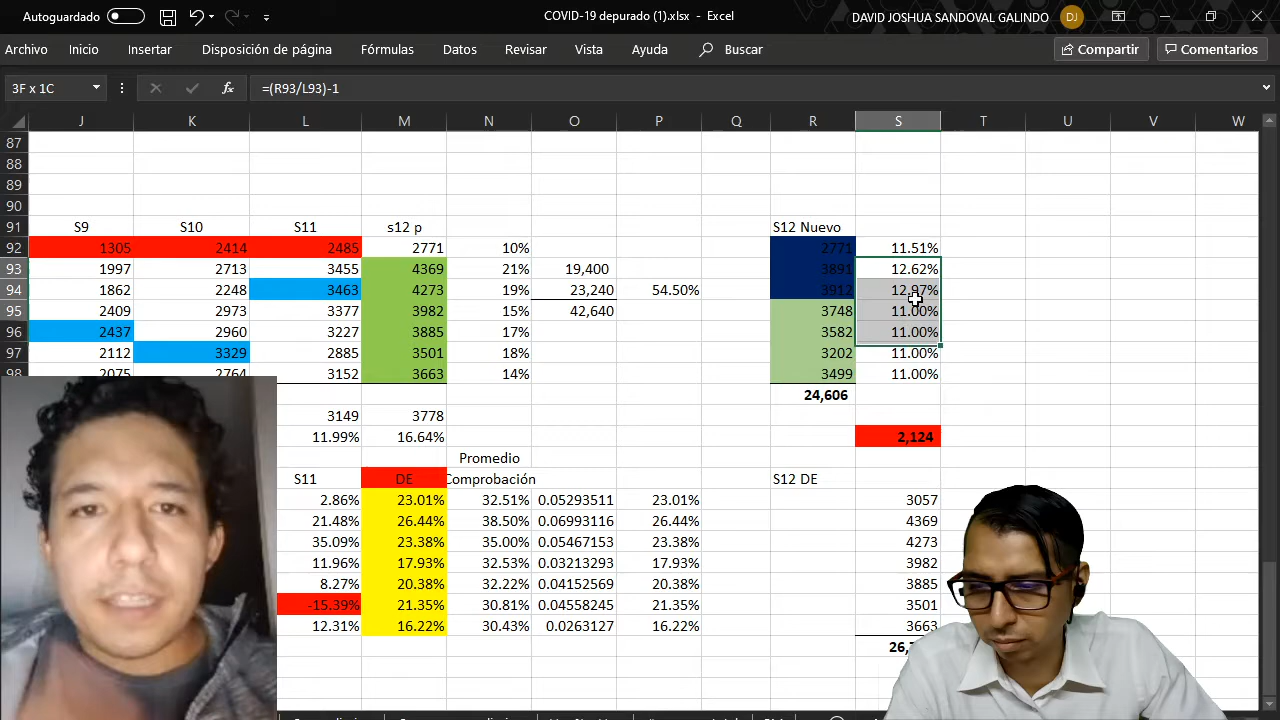 Autoguardado
COVID-19 depurado (1).xlsx - Excel
DAVID JOSHUA SANDOVAL GALINDO DJ
Archivo Inicio Insertar Disposición de página Fórmulas Datos Revisar Vista Ayuda Buscar Compartir Comentarios
3F x 1C fx =(R93/L93)-1
J K L M N O P Q R S T U V W
87
88
89
90
91 S9 S10 S11 s12 p S12 Nuevo
92 1305 2414 2485 2771 10% 2771 11.51%
93 1997 2713 3455 4369 21% 19,400 3891 12.62%
94 1862 2248 3463 4273 19% 23,240 54.50% 3912 12.97%
95 2409 2973 3377 3982 15% 42,640 3748 11.00%
96 2437 2960 3227 3885 17% 3582 11.00%
97 2112 3329 2885 3501 18% 3202 11.00%
98 2075 2764 3152 3663 14% 3499 11.00%
24,606
3149 3778
11.99% 16.64% 2,124
Promedio
S11 DE Comprobación S12 DE
2.86% 23.01% 32.51% 0.05293511 23.01% 3057
21.48% 26.44% 38.50% 0.06993116 26.44% 4369
35.09% 23.38% 35.00% 0.05467153 23.38% 4273
11.96% 17.93% 32.53% 0.03213293 17.93% 3982
8.27% 20.38% 32.22% 0.04152569 20.38% 3885
-15.39% 21.35% 30.81% 0.04558245 21.35% 3501
12.31% 16.22% 30.43% 0.0263127 16.22% 3663